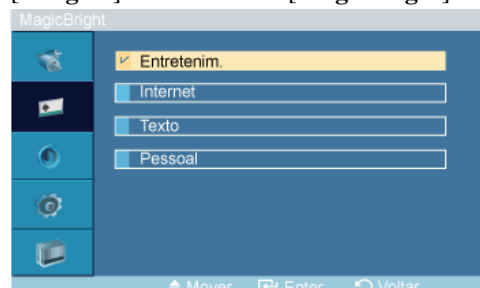 MagicBright
Entretenim.
Internet
Texto
Pessoal
Mover Enter Voltar